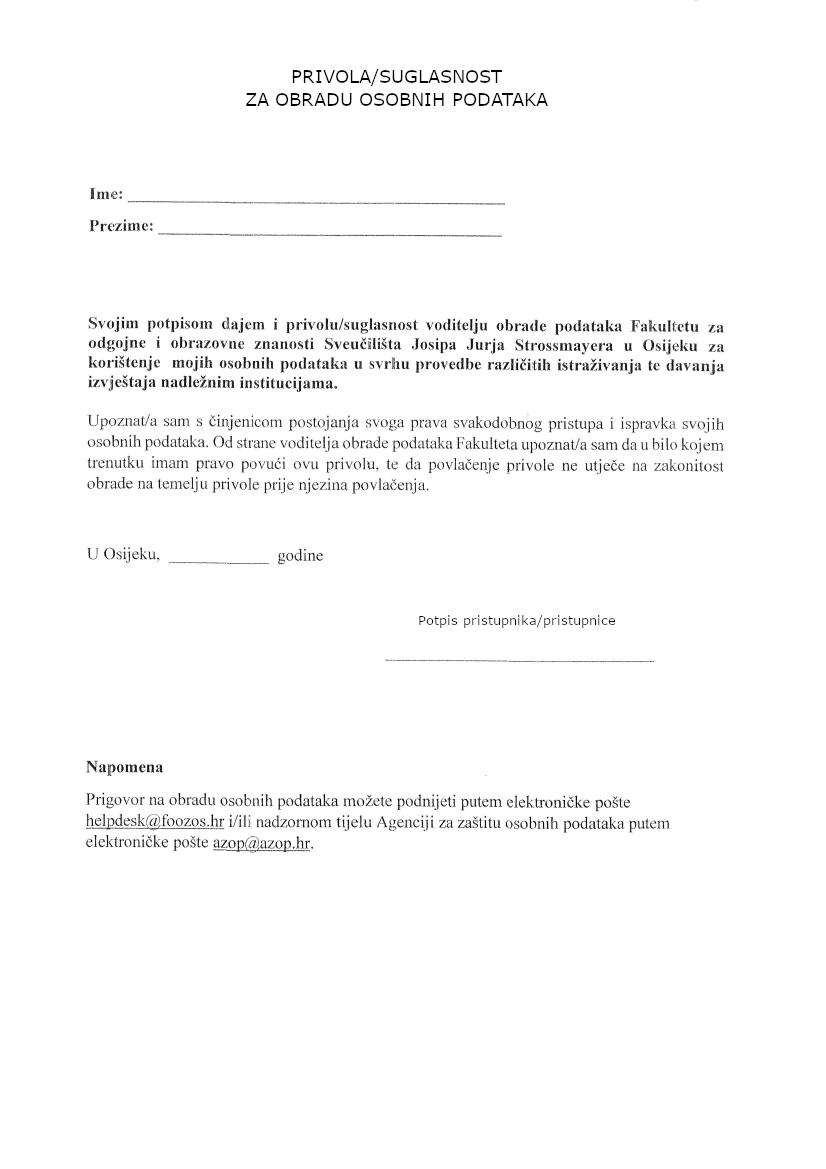 PRIVOLA/SUGLASNOST
ZA OBRADU OSOBNIH PODATAKA
Ime: ______________________
Prezime: ______________________
Svojim potpisom dajem i privolu/suglasnost voditelju obrade podataka Fakultetu za
odgojne i obrazovne znanosti Sveučilišta Josipa Jurja Strossmayera u Osijeku za
korištenje mojih osobnih podataka u svrhu provedbe različitih istraživanja te davanja
izvještaja nadležnim institucijama.
Upoznat/a sam s činjenicom postojanja svoga prava svakodobnog pristupa i ispravka svojih
osobnih podataka. Od strane voditelja obrade podataka Fakulteta upoznat/a sam da u bilo kojem
trenutku imam pravo povući ovu privolu, te da povlačenje privole ne utječe na zakonitost
obrade na temelju privole prije njezina povlačenja.
U Osijeku, ____________ godine
Potpis pristupnika/pristupnice
Napomena
Prigovor na obradu osobnih podataka možete podnijeti putem elektroničke pošte
helpdesk@foozos.hr i/ili nadzornom tijelu Agenciji za zaštitu osobnih podataka putem
elektroničke pošte azop@azop.hr.